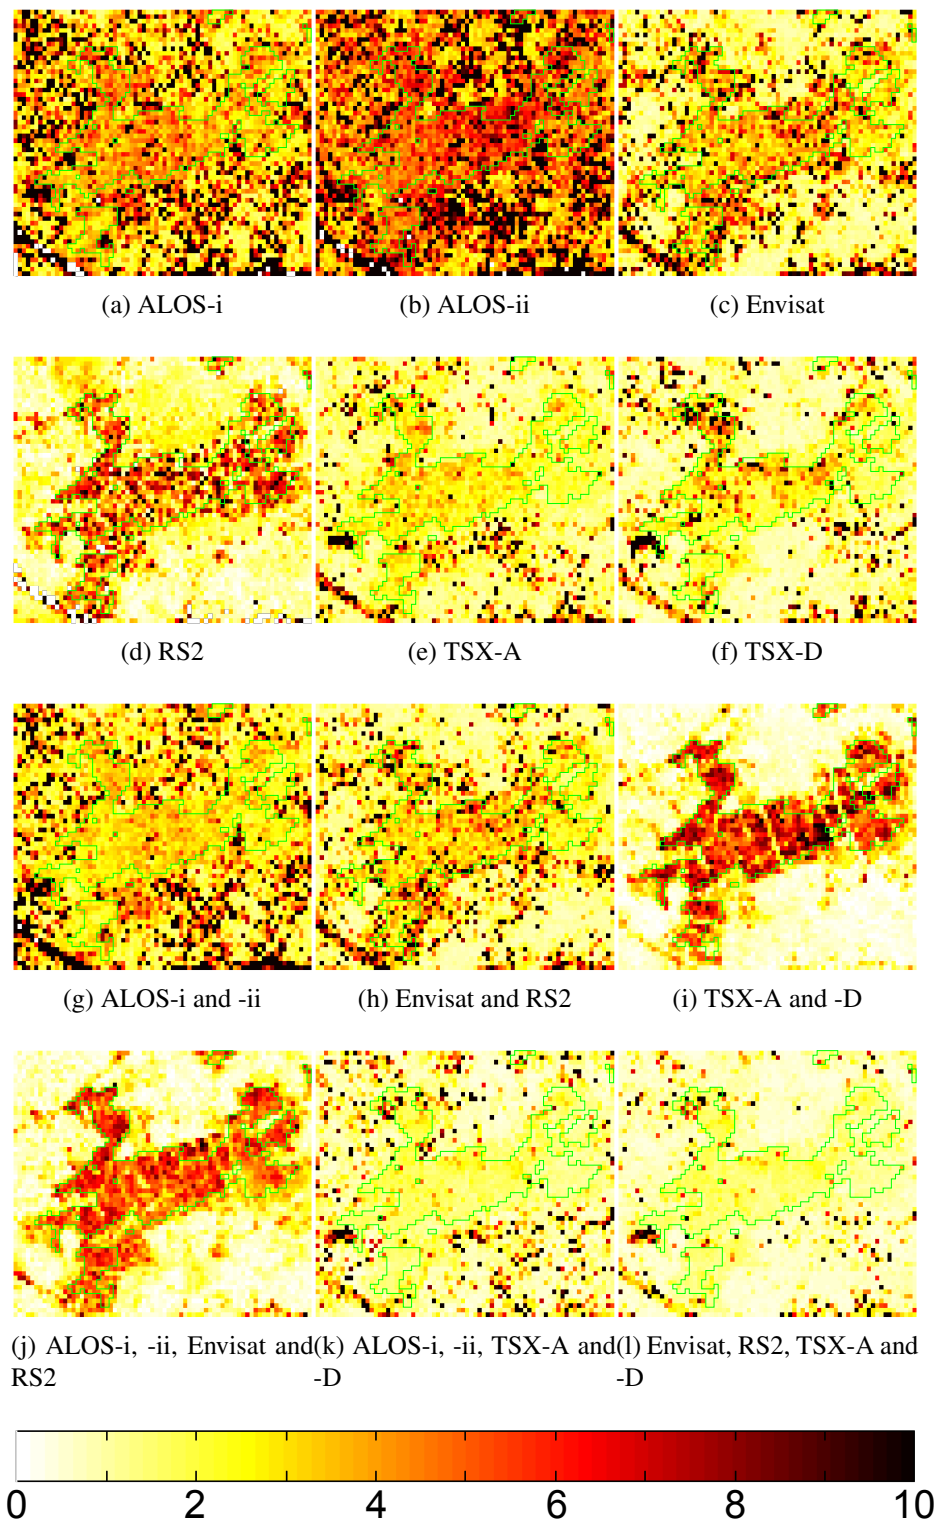 (a) ALOS-i
(b) ALOS-ii
(c) Envisat
(d) RS2
(e) TSX-A
(f) TSX-D
(g) ALOS-i and -ii
(h) Envisat and RS2
(i) TSX-A and -D
(j) ALOS-i, -ii, Envisat and
RS2
(k) ALOS-i, -ii, TSX-A and
-D
(l) Envisat, RS2, TSX-A and
-D
0 2 4 6 8 10